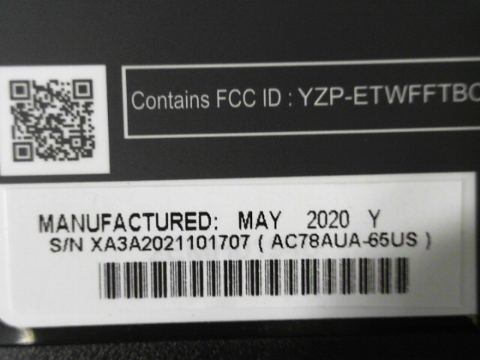 Contains FCC ID : YZP-ETWFFTBC
MANUFACTURED: MAY 2020 Y
S/N XA3A2021101707 ( AC78AUA-65US )